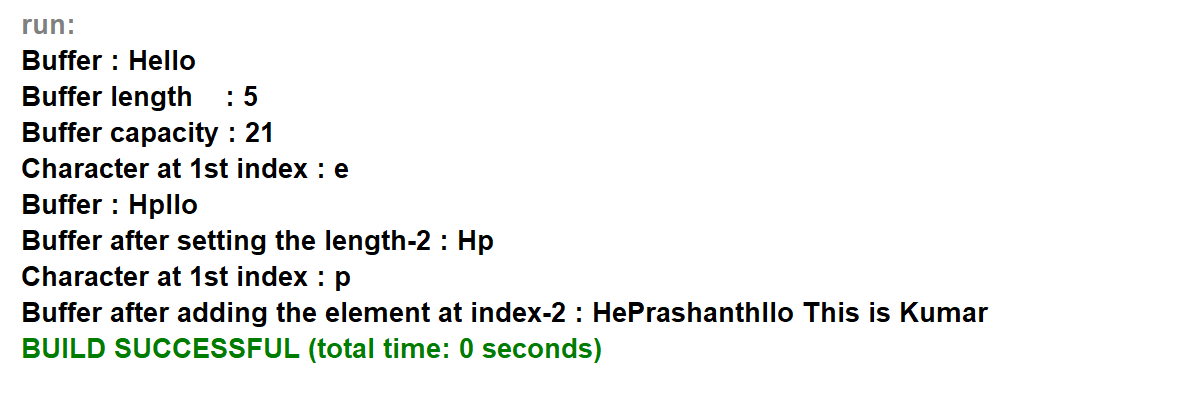 run:
Buffer : Hello
Buffer length    : 5
Buffer capacity : 21
Character at 1st index : e
Buffer : Hpllo
Buffer after setting the length-2 : Hp
Character at 1st index : p
Buffer after adding the element at index-2 : HePrashanthllo This is Kumar
BUILD SUCCESSFUL (total time: 0 seconds)